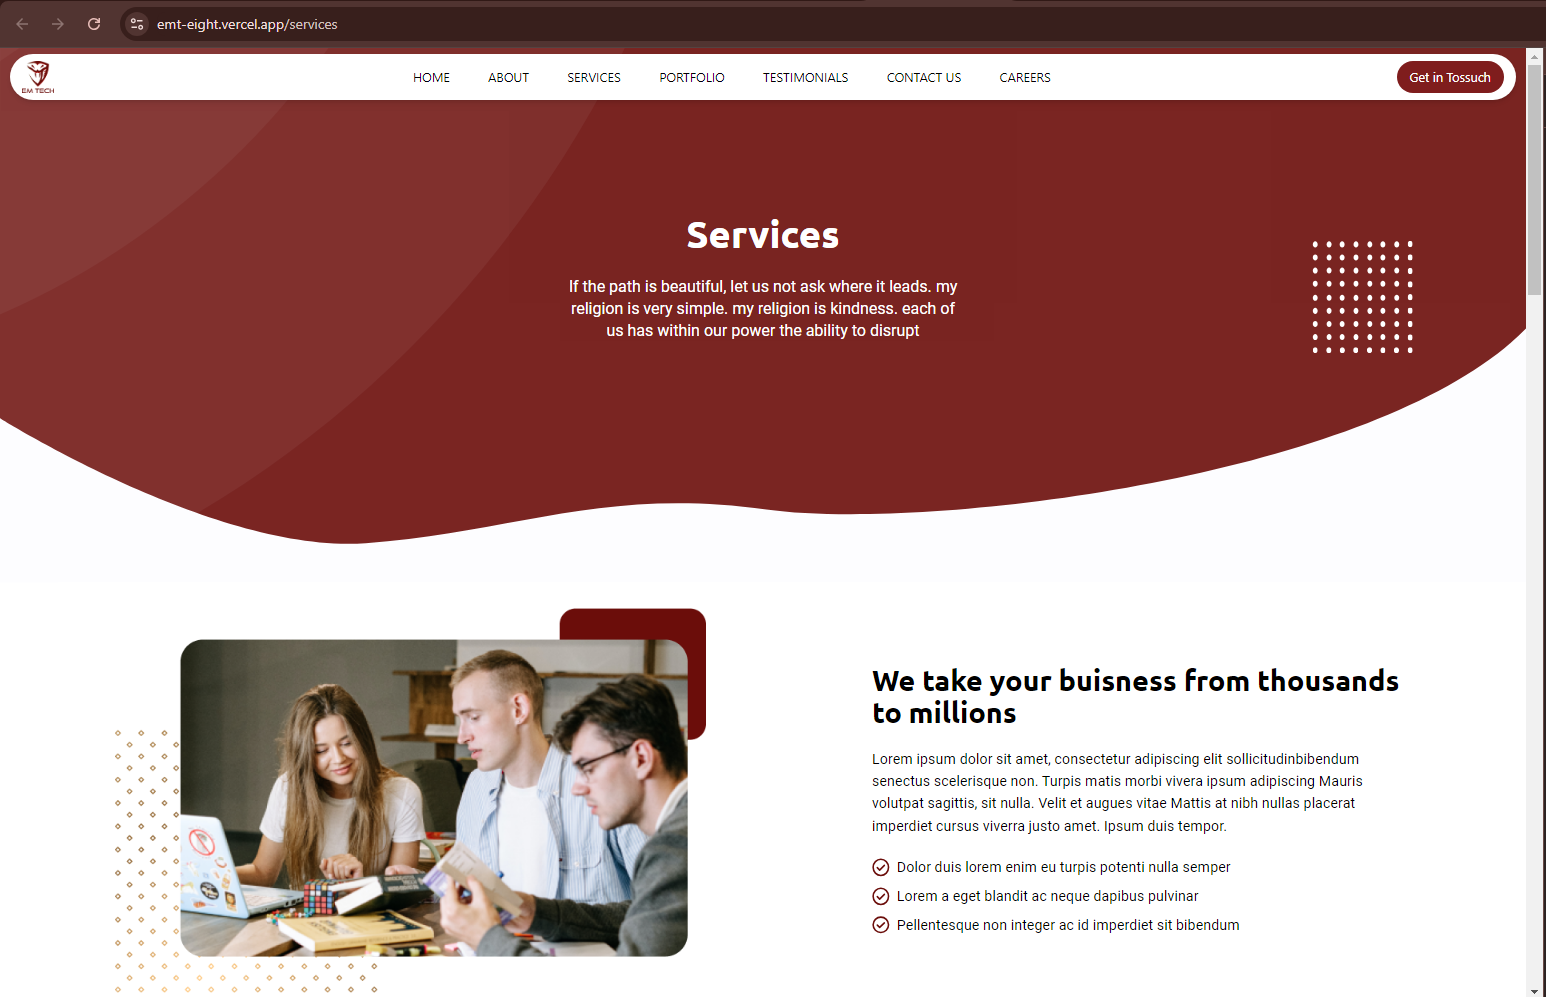 emt-eight.vercel.app/services
EM TECH
HOME ABOUT SERVICES PORTFOLIO TESTIMONIALS CONTACT US CAREERS
Get in Tossuch
Services
If the path is beautiful, let us not ask where it leads. my
religion is very simple. my religion is kindness. each of
us has within our power the ability to disrupt
We take your buisness from thousands
to millions
Lorem ipsum dolor sit amet, consectetur adipiscing elit sollicitudinbibendum
senectus scelerisque non. Turpis matis morbi vivera ipsum adipiscing Mauris
volutpat sagittis, sit nulla. Velit et augues vitae Mattis at nibh nullas placerat
imperdiet cursus viverra justo amet. Ipsum duis tempor.
Dolor duis lorem enim eu turpis potenti nulla semper
Lorem a eget blandit ac neque dapibus pulvinar
Pellentesque non integer ac id imperdiet sit bibendum